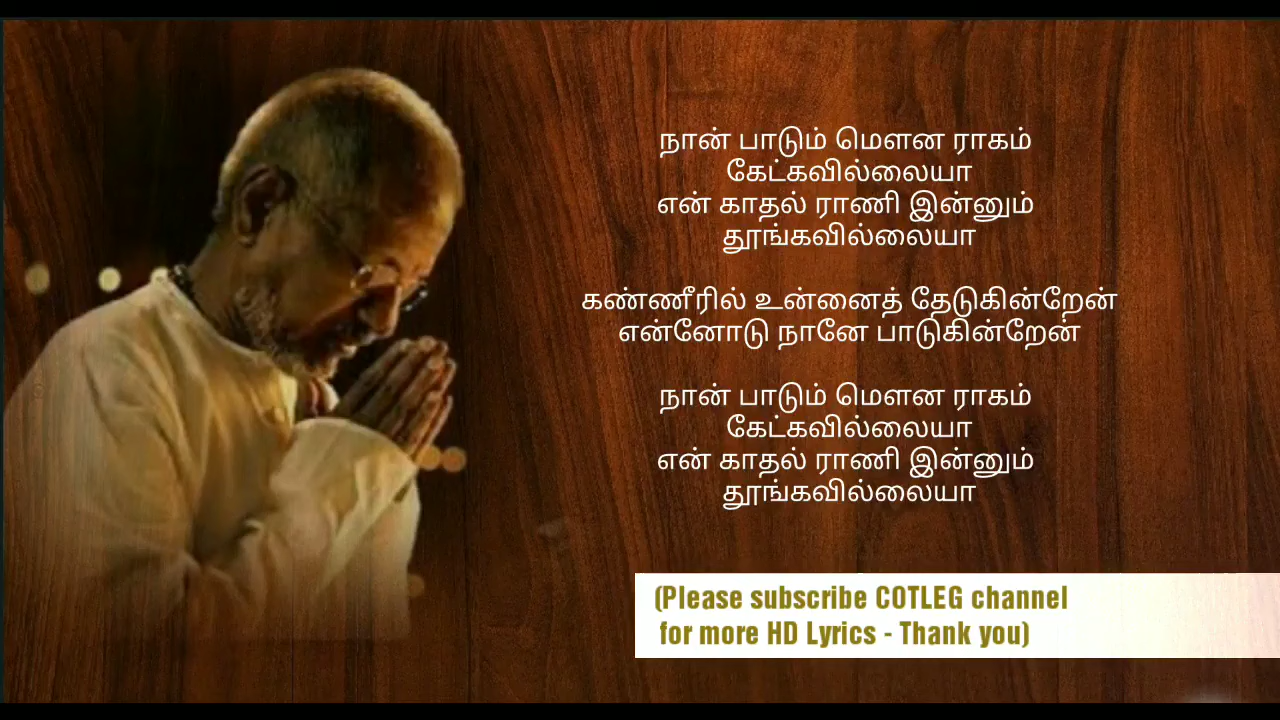 நான் பாடும் மௌன ராகம்
கேட்கவில்லையா
என் காதல் ராணி இன்னும்
தூங்கவில்லையா
கண்ணீரில் உன்னைத் தேடுகின்றேன்
என்னோடு நானே பாடுகின்றேன்
நான் பாடும் மௌன ராகம்
கேட்கவில்லையா
என் காதல் ராணி இன்னும்
தூங்கவில்லையா
(Please subscribe COTLEG channel
for more HD Lyrics - Thank you)